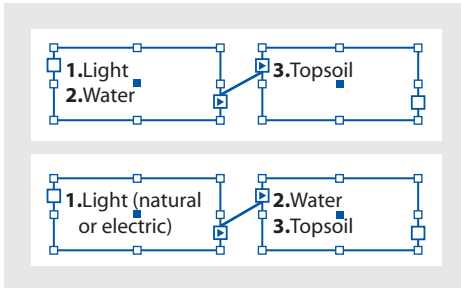 1.Light
2.Water
3.Topsoil
1.Light (natural
or electric)
2.Water
3.Topsoil